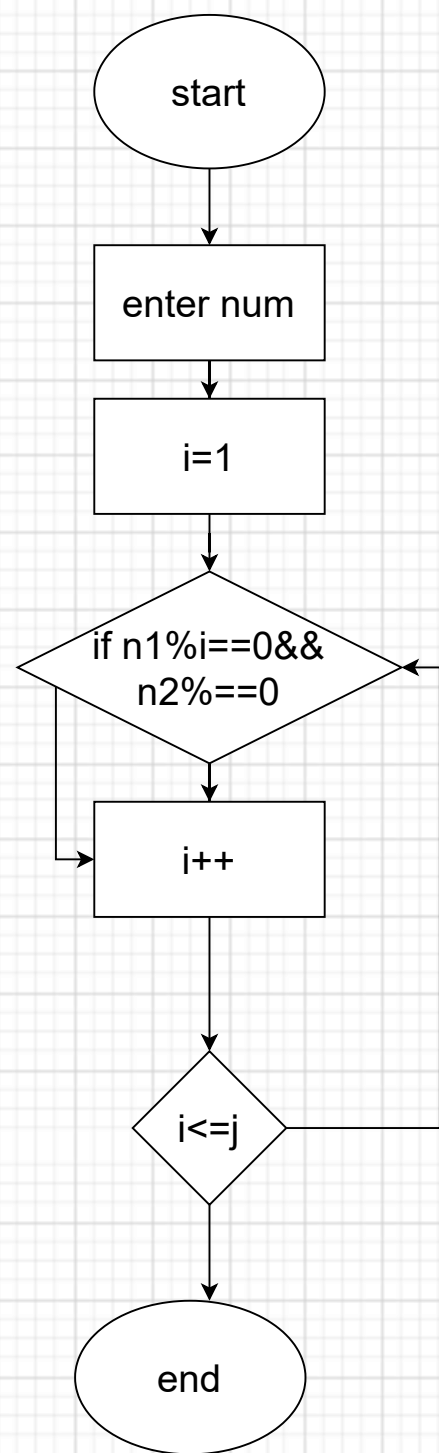 start
enter num
i=1
if n1%i==0&&
n2%==0
i++
i<=j
end